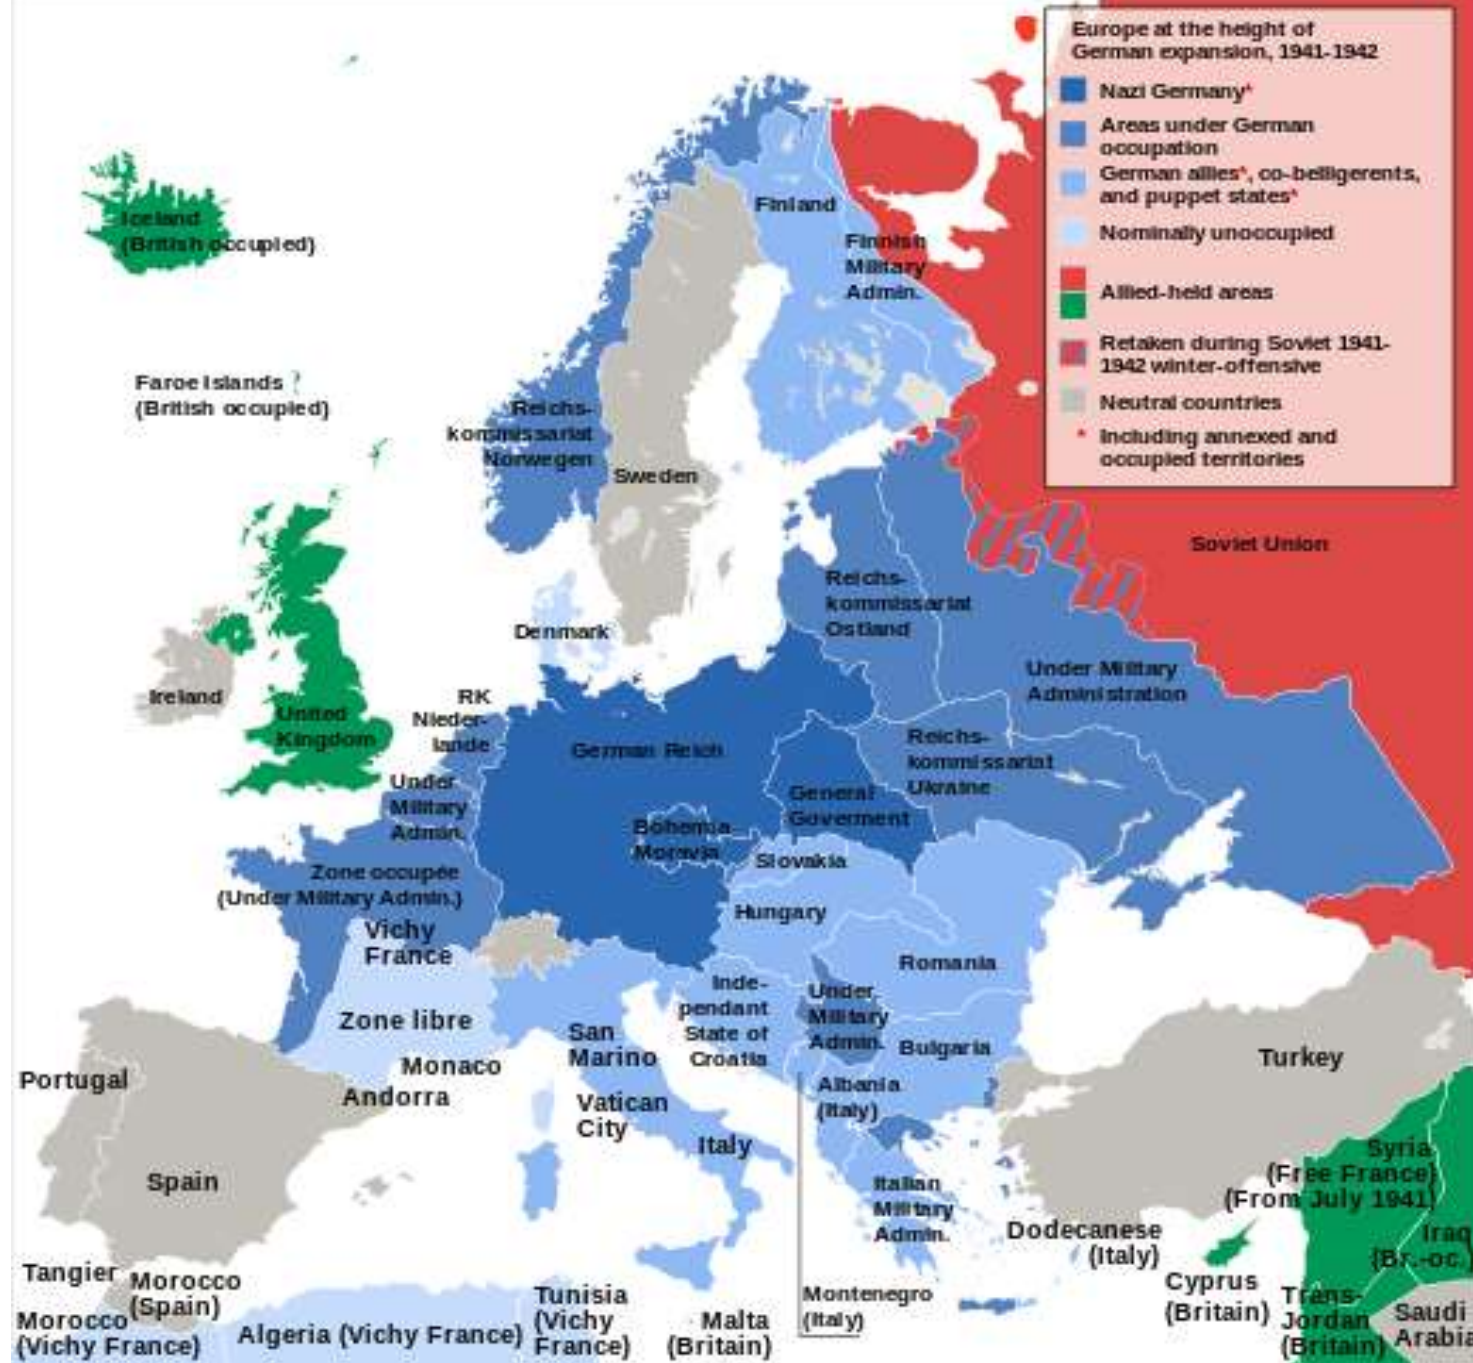 Europe at the height of
German expansion, 1941-1942
Nazi Germany*
Areas under German
occupation
German allies*, co-belligerents,
and puppet states*
Nominally unoccupied
Allied-held areas
Retaken during Soviet 1941-
1942 winter-offensive
Neutral countries
* Including annexed and
occupied territories
Iceland
(British occupied)
Finland
Finnish
Military
Admin.
Faroe Islands
(British occupied)
Reichs-
kommissariat
Norwegen
Sweden
Soviet Union
Reichs-
kommissariat
Ostland
Denmark
Under Military
Administration
Ireland
United
Kingdom
RK
Nieder-
lande
German Reich
Reichs-
kommissariat
Ukraine
Under
Military
Admin.
General
Goverment
Bohemia-
Moravia
Slovakia
Zone occupée
(Under Military Admin.)
Hungary
Vichy
France
Romania
Inde-
pendant
State of
Croatia
Under
Military
Admin.
Zone libre
San
Marino
Bulgaria
Turkey
Monaco
Portugal
Andorra
Albania
(Italy)
Vatican
City
Italy
Spain
Syria
(Free France)
(From July 1941)
Italian
Military
Admin.
Dodecanese
(Italy)
Iraq
(Br.-oc.)
Tangier
Morocco
(Spain)
Cyprus
(Britain)
Morocco
(Vichy France)
Algeria (Vichy France)
Tunisia
(Vichy
France)
Malta
(Britain)
Montenegro
(Italy)
Trans-
Jordan
(Britain)
Saudi
Arabia